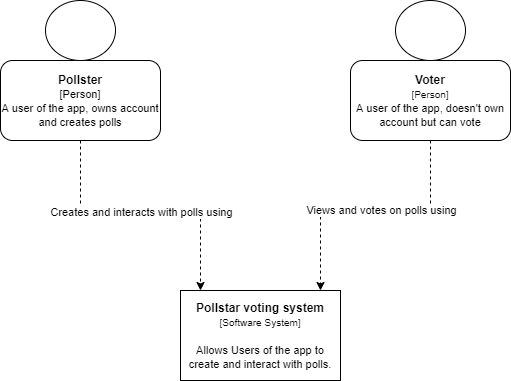 Pollster
[Person]
A user of the app, owns account
and creates polls
Voter
[Person]
A user of the app, doesn't own
account but can vote
Creates and interacts with polls using
Views and votes on polls using
Pollstar voting system
[Software System]
Allows Users of the app to
create and interact with polls.